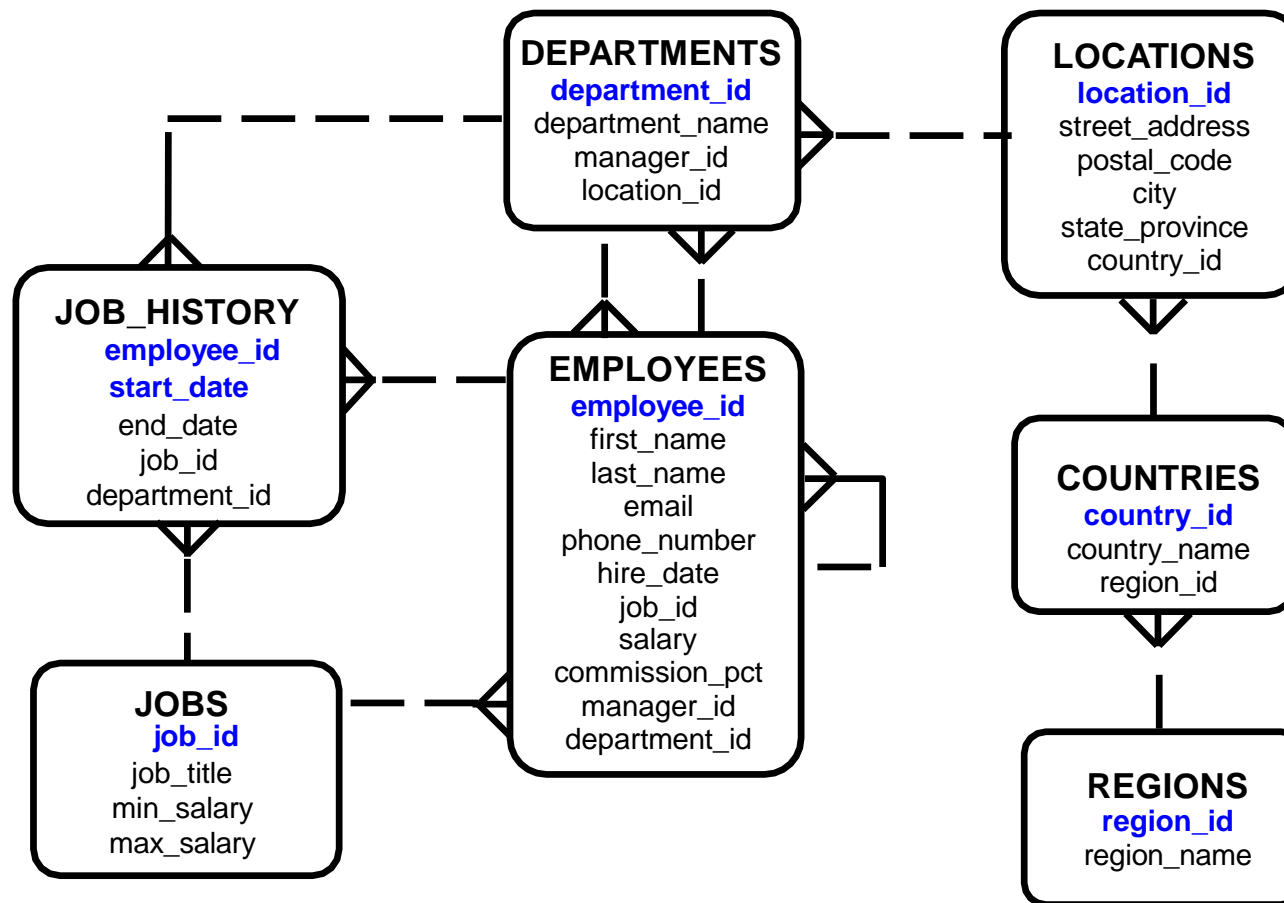 DEPARTMENTS
department_id
department_name
manager_id
location_id
LOCATIONS
location_id
street_address
postal_code
city
state_province
country_id
JOB_HISTORY
employee_id
start_date
end_date
job_id
department_id
EMPLOYEES
employee_id
first_name
last_name
email
phone_number
hire_date
job_id
salary
commission_pct
manager_id
department_id
COUNTRIES
country_id
country_name
region_id
JOBS
job_id
job_title
min_salary
max_salary
REGIONS
region_id
region_name